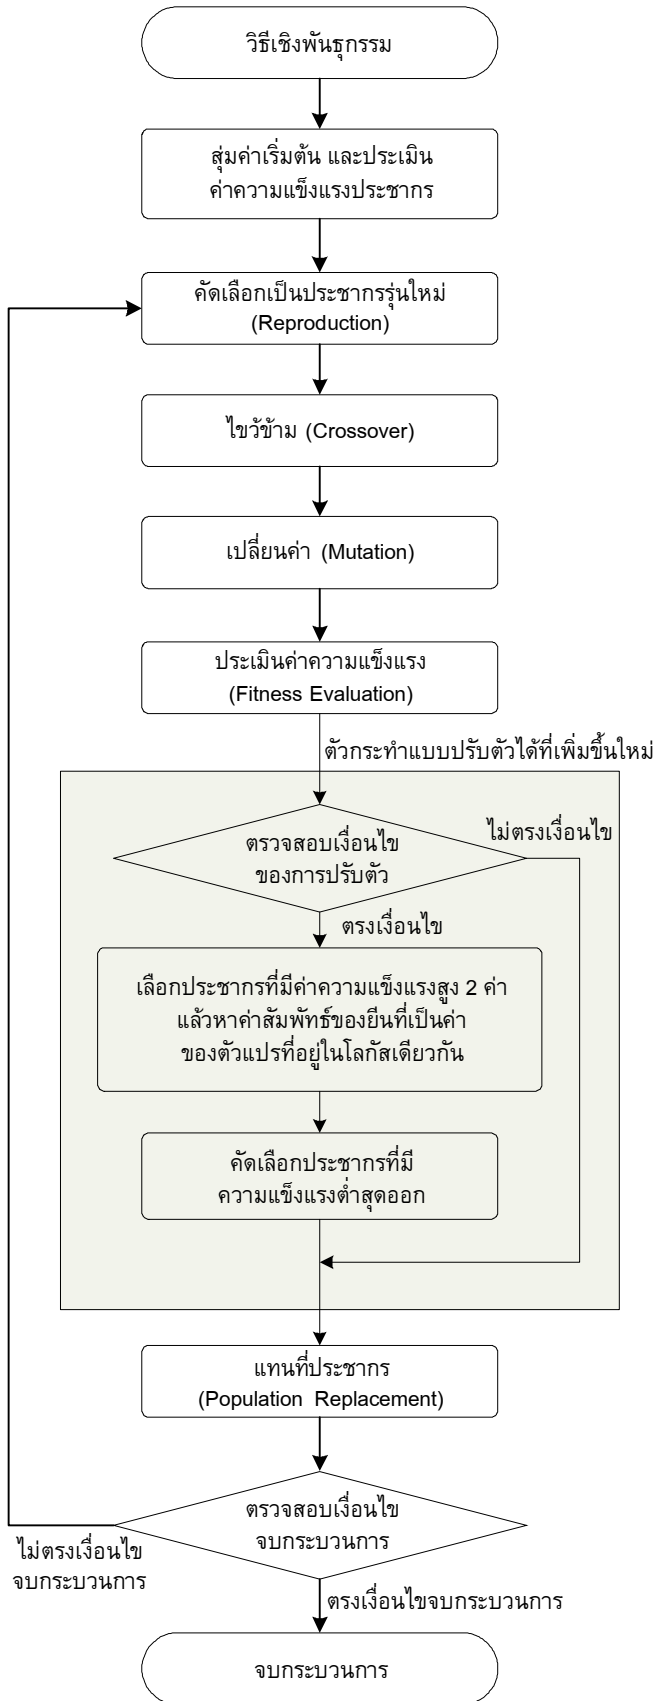 วิธีเชิงพันธุกรรม
สุ่มค่าเริ่มต้น และประเมิน
ค่าความแข็งแรงประชากร
คัดเลือกเป็นประชากรรุ่นใหม่
(Reproduction)
ไขว้ข้าม (Crossover)
เปลี่ยนค่า (Mutation)
ประเมินค่าความแข็งแรง
(Fitness Evaluation)
ตัวกระทำแบบปรับตัวได้ที่เพิ่มขึ้นใหม่
ตรวจสอบเงื่อนไข
ของการปรับตัว
ไม่ตรงเงื่อนไข
ตรงเงื่อนไข
เลือกประชากรที่มีค่าความแข็งแรงสูง 2 ค่า
แล้วหาค่าสัมพัทธ์ของยีนที่เป็นค่า
ของตัวแปรที่อยู่ในโลกัสเดียวกัน
คัดเลือกประชากรที่มี
ความแข็งแรงต่ำสุดออก
แทนที่ประชากร
(Population Replacement)
ตรวจสอบเงื่อนไข
จบกระบวนการ
ไม่ตรงเงื่อนไข
จบกระบวนการ
ตรงเงื่อนไขจบกระบวนการ
จบกระบวนการ